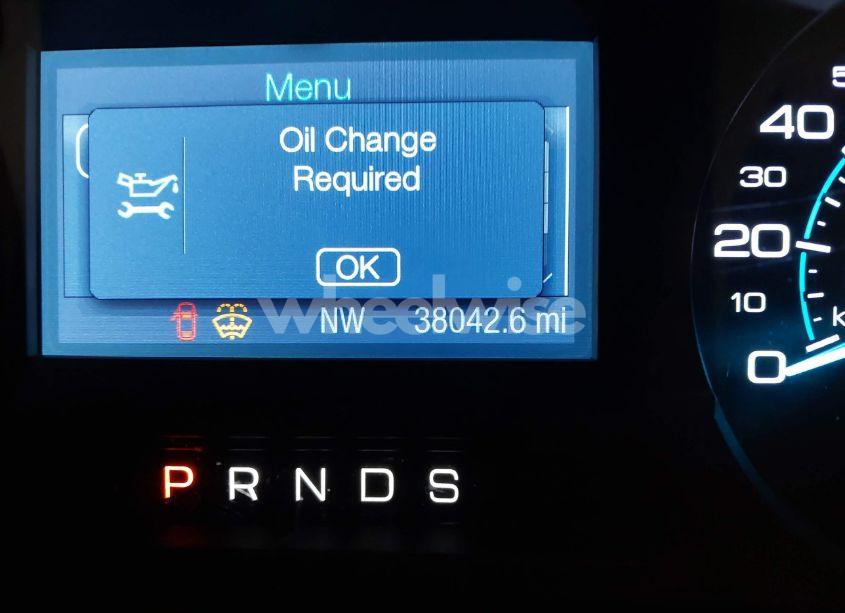 Menu
Oil Change
Required
OK
NW 38042.6 mi
wheelwise
P R N D S
40
30
20
10
0